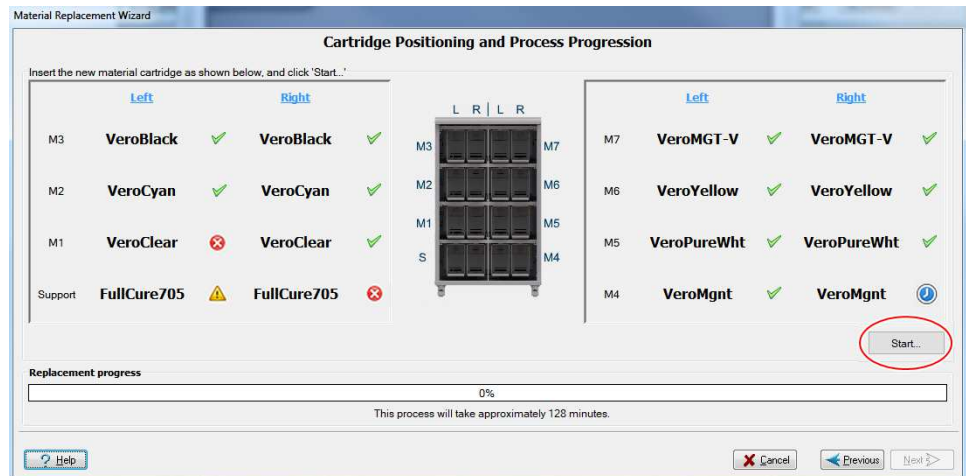 Material Replacement Wizard
Cartridge Positioning and Process Progression
Insert the new material cartridge as shown below, and click 'Start...'
Left Right
M3 VeroBlack VeroBlack
M2 VeroCyan VeroCyan
M1 VeroClear VeroClear
Support FullCure705 FullCure705
L R L R
M3 M7
M2 M6
M1 M5
S M4
Left Right
M7 VeroMGT-V VeroMGT-V
M6 VeroYellow VeroYellow
M5 VeroPureWht VeroPureWht
M4 VeroMgnt VeroMgnt
Start...
Replacement progress
0%
This process will take approximately 128 minutes.
? Help Cancel Previous Next